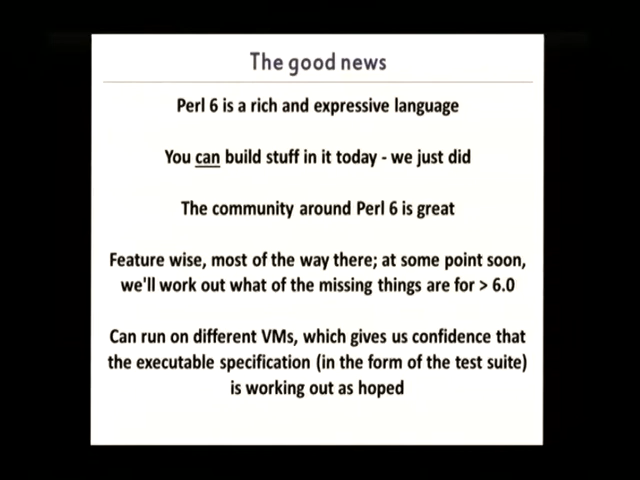 The good news
Perl 6 is a rich and expressive language
You can build stuff in it today - we just did
The community around Perl 6 is great
Feature wise, most of the way there; at some point soon,
we'll work out what of the missing things are for > 6.0
Can run on different VMs, which gives us confidence that
the executable specification (in the form of the test suite)
is working out as hoped